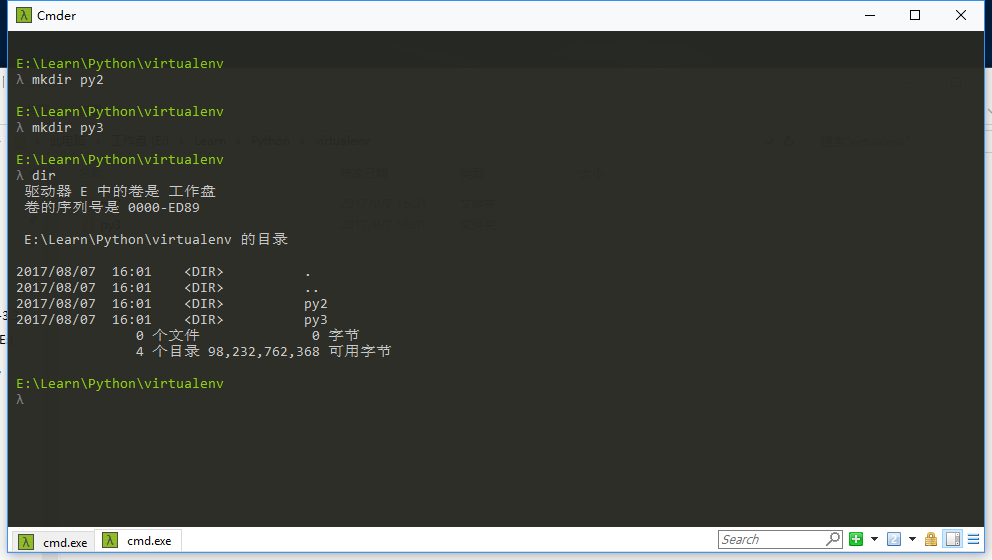 Cmder
E:\Learn\Python\virtualenv
λ mkdir py2
E:\Learn\Python\virtualenv
λ mkdir py3
E:\Learn\Python\virtualenv
λ dir
驱动器 E 中的卷是 工作盘
卷的序列号是 0000-ED89
E:\Learn\Python\virtualenv 的目录
2017/08/07  16:01    <DIR>          .
2017/08/07  16:01    <DIR>          ..
2017/08/07  16:01    <DIR>          py2
2017/08/07  16:01    <DIR>          py3
0 个文件              0 字节
4 个目录 98,232,762,368 可用字节
E:\Learn\Python\virtualenv
λ
cmd.exe cmd.exe Search